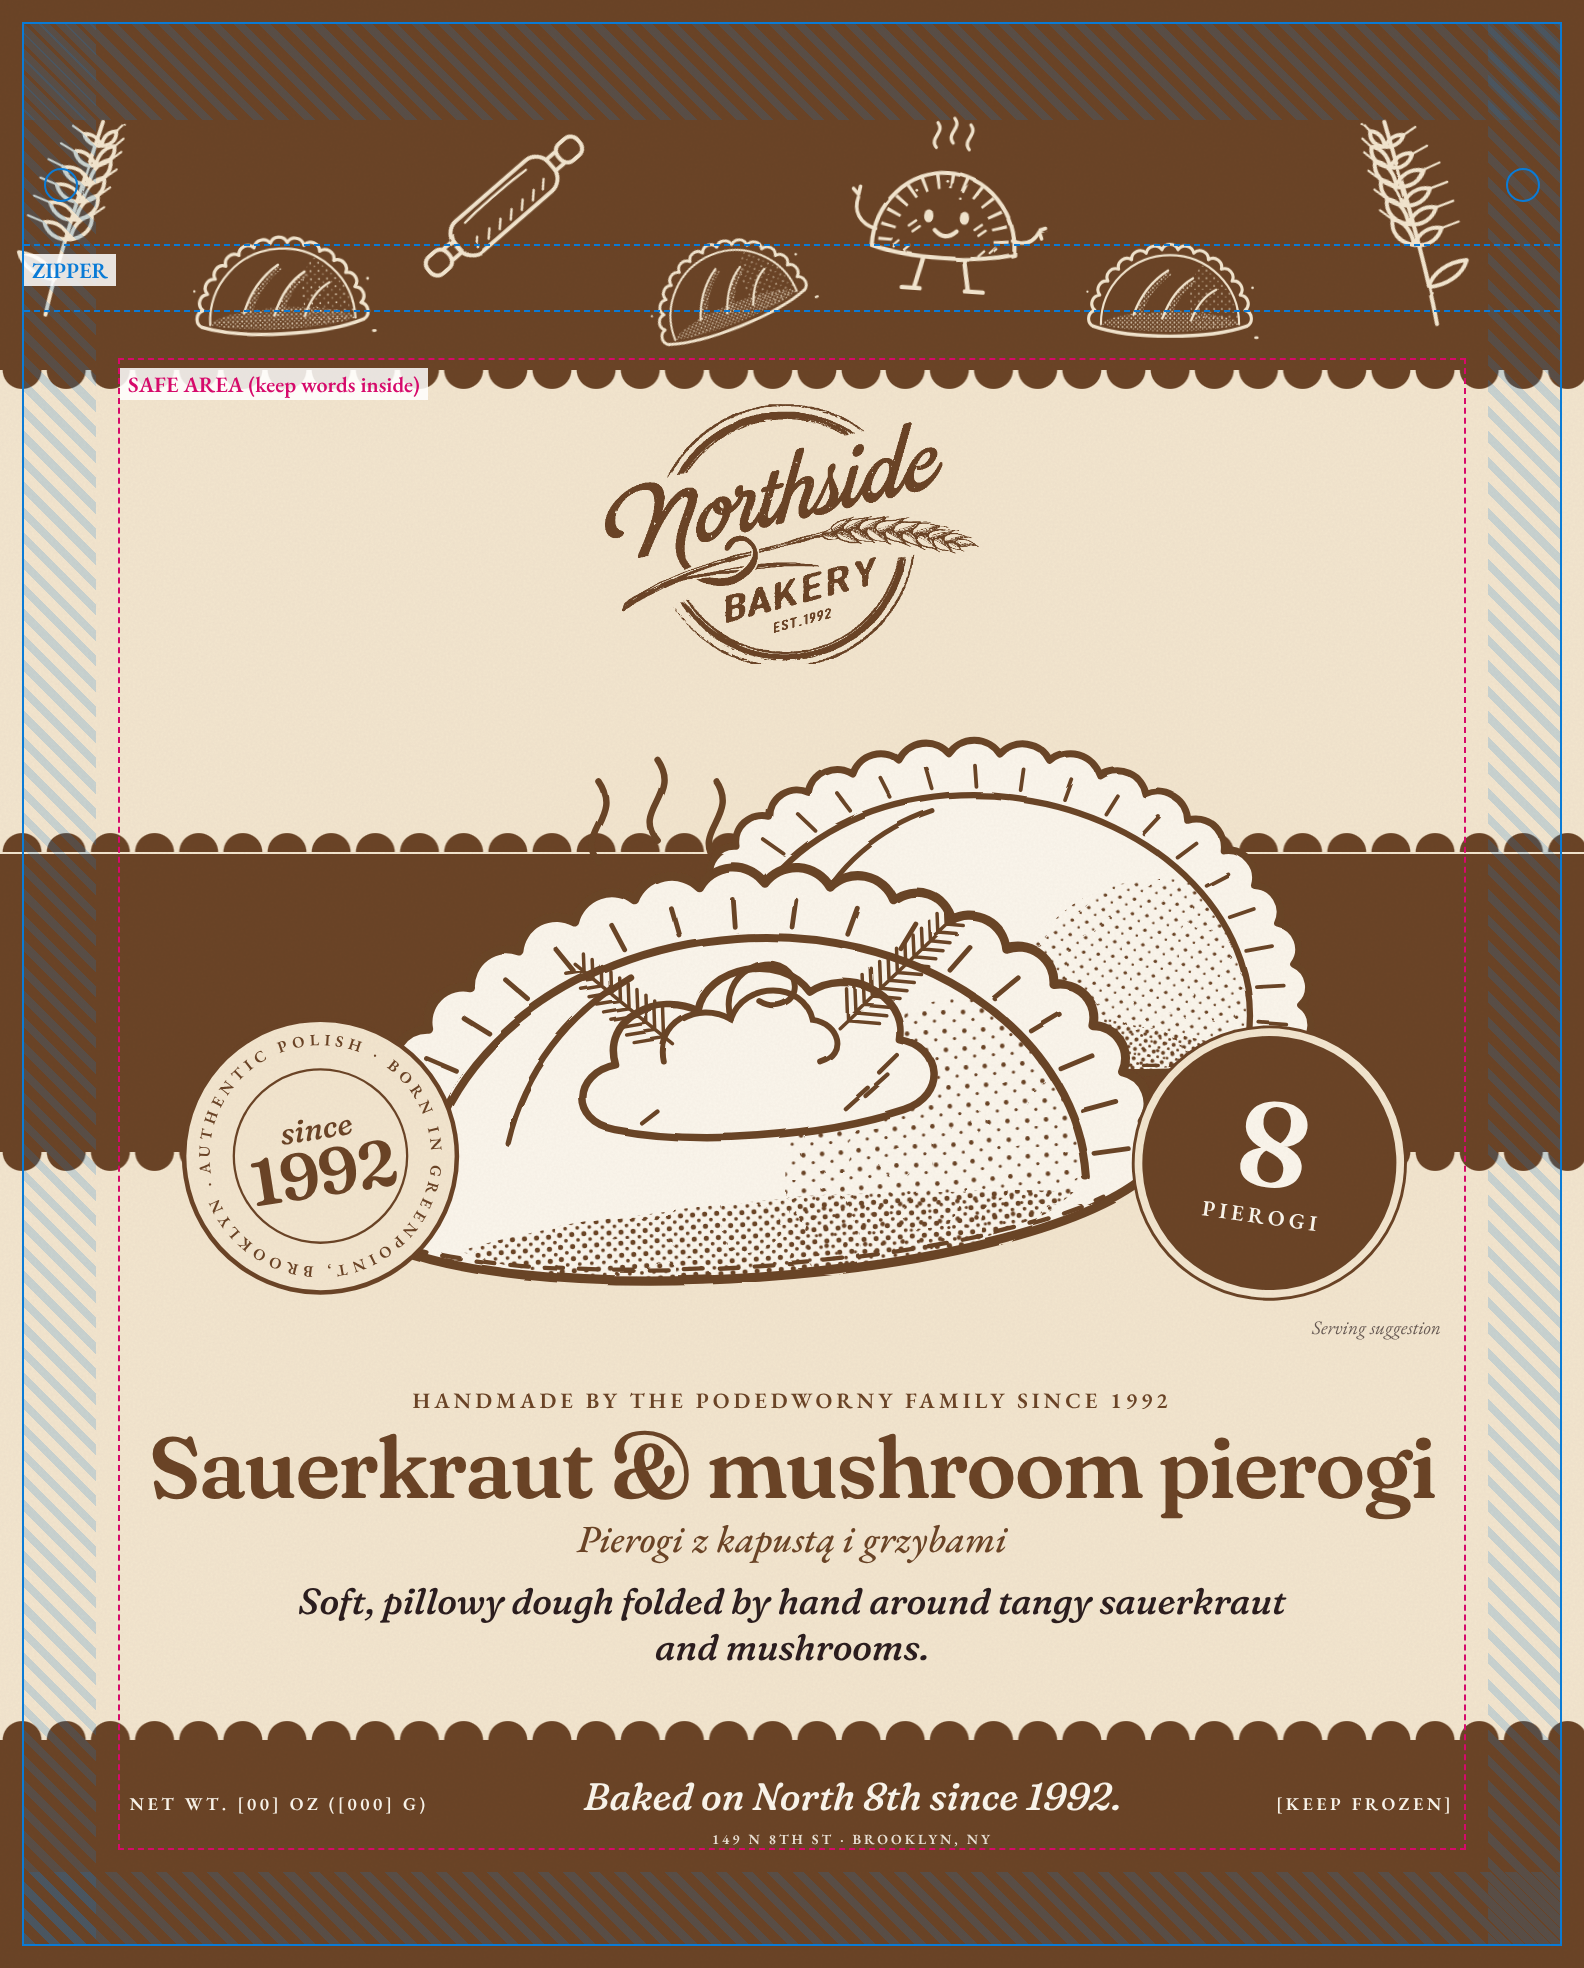 ZIPPER
SAFE AREA (keep words inside)
Northside
BAKERY
EST.1992
AUTHENTIC POLISH · BORN IN GREENPOINT, BROOKLYN ·
since
1992
8
PIEROGI
Serving suggestion
HANDMADE BY THE PODEDWORNY FAMILY SINCE 1992
Sauerkraut & mushroom pierogi
Pierogi z kapustą i grzybami
Soft, pillowy dough folded by hand around tangy sauerkraut
and mushrooms.
NET WT. [00] OZ ([000] G)
Baked on North 8th since 1992.
[KEEP FROZEN]
149 N 8TH ST · BROOKLYN, NY